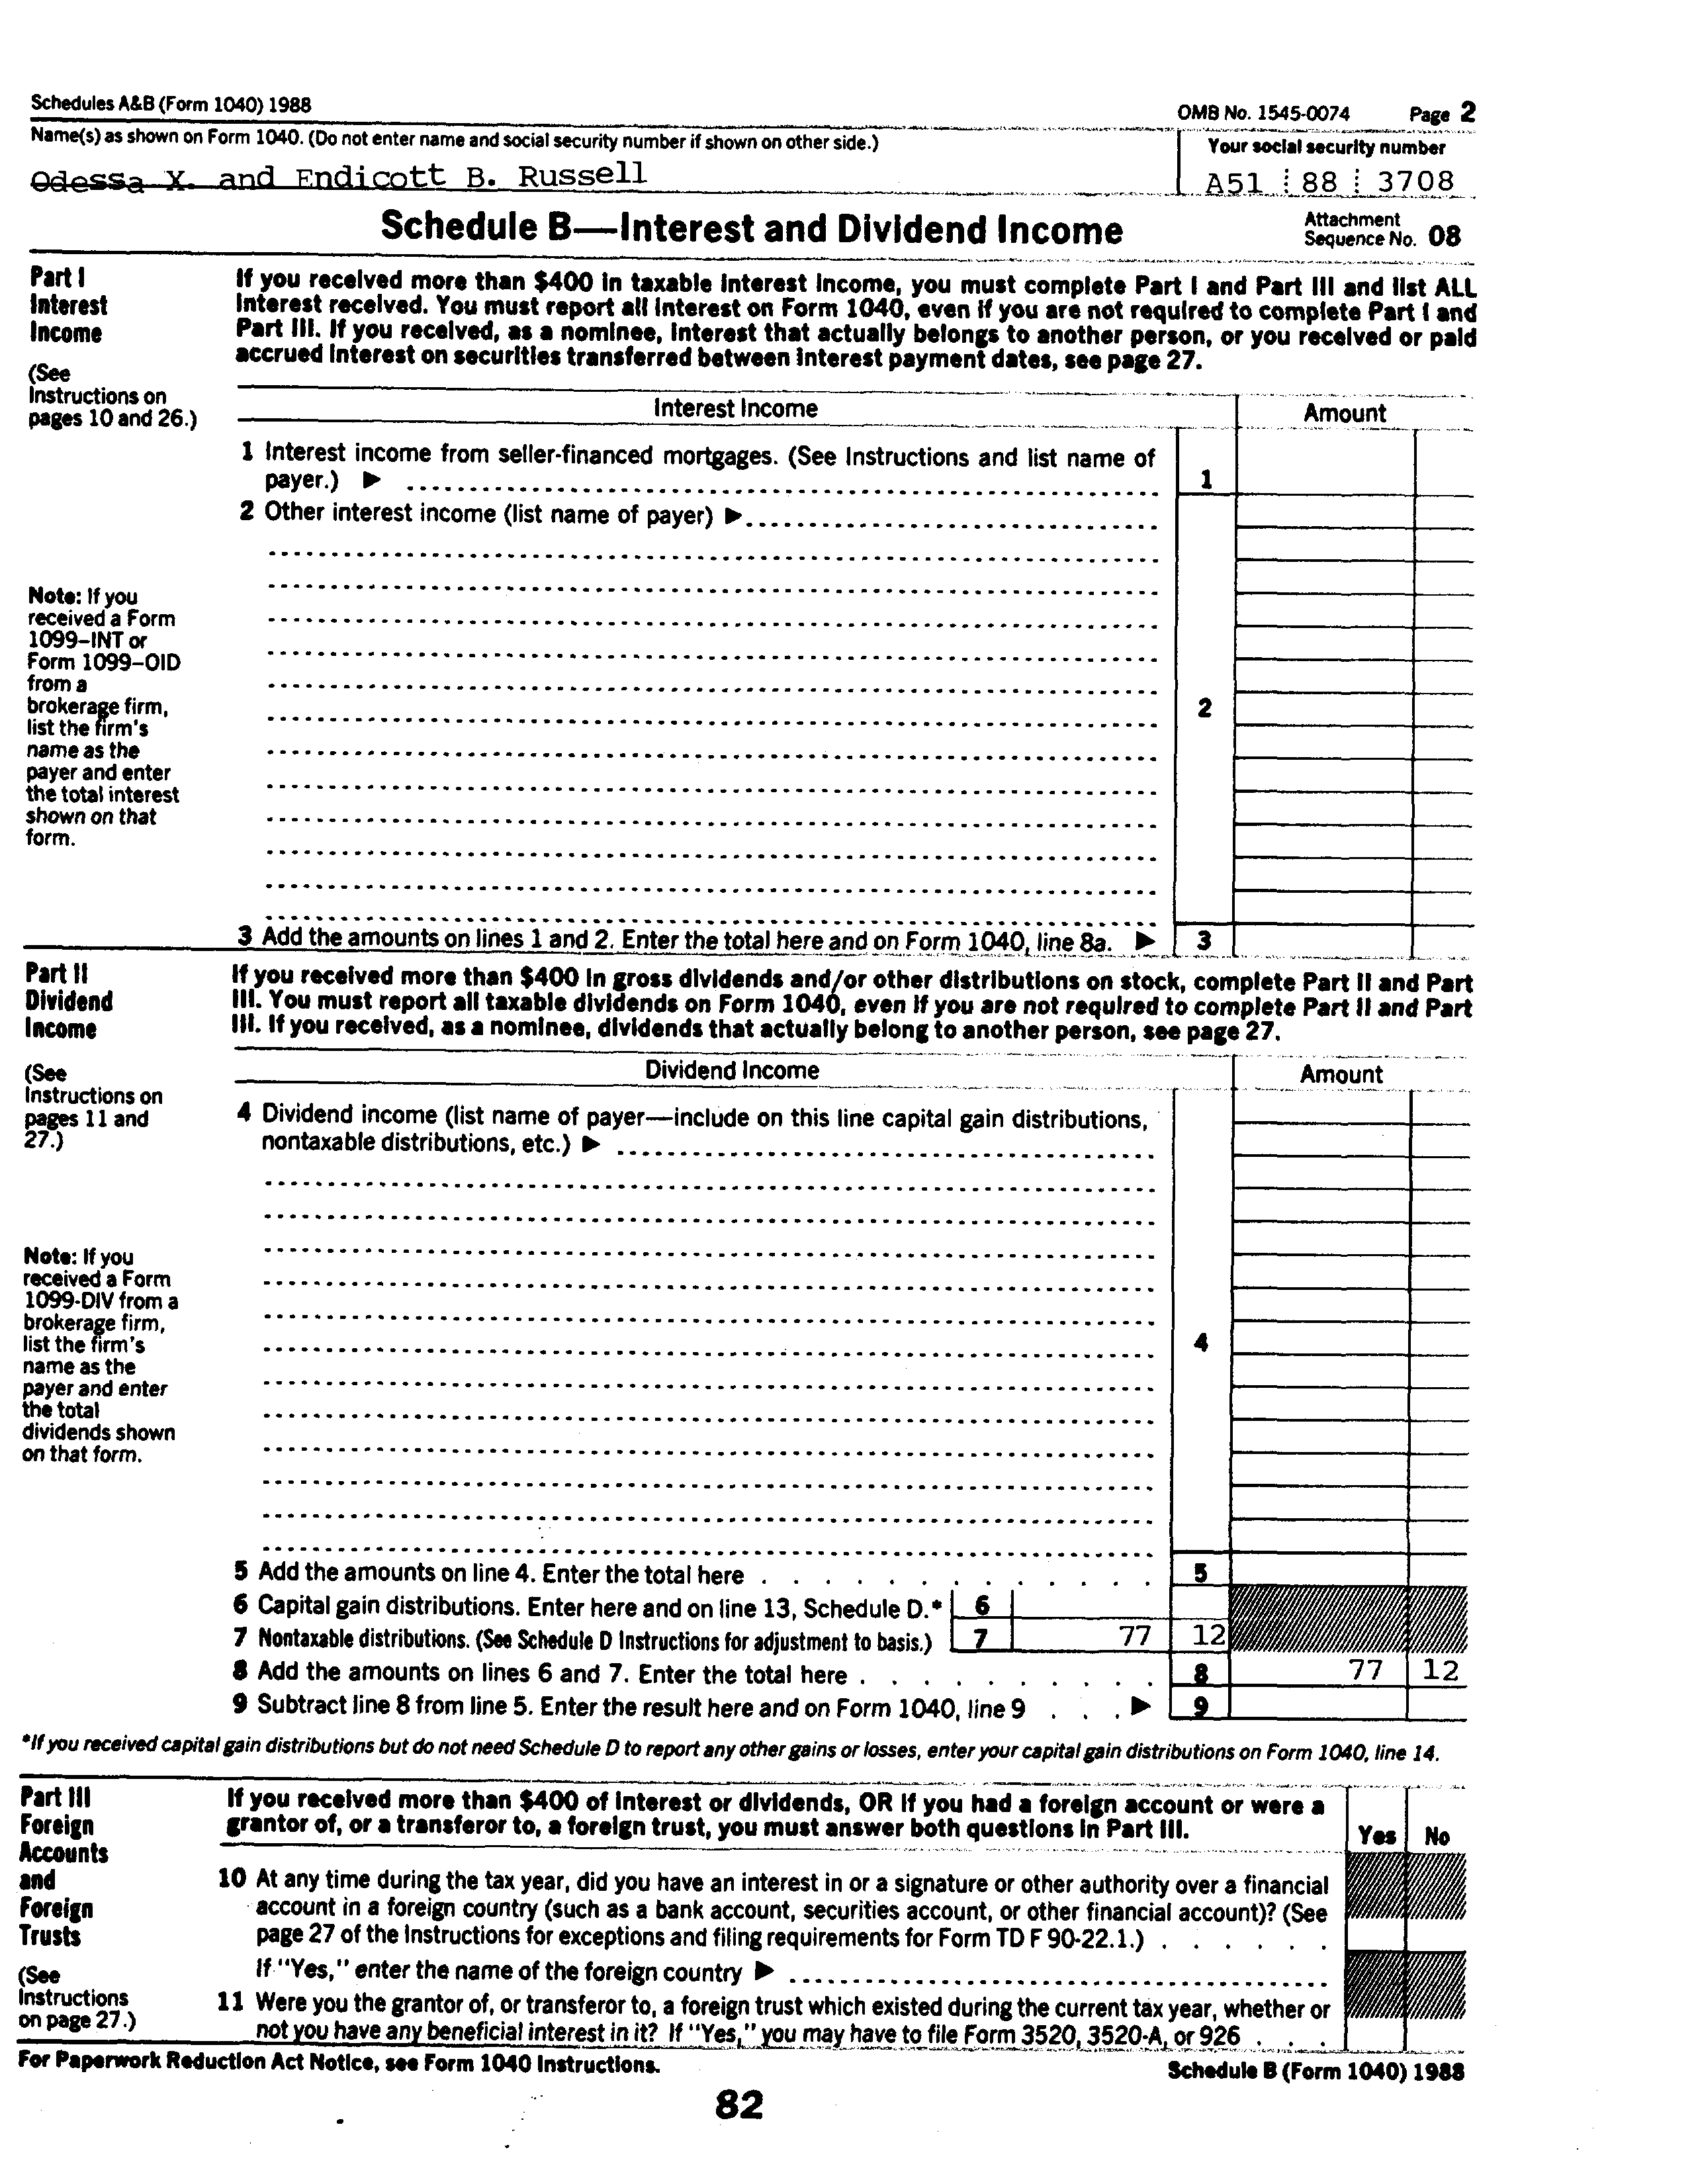 Schedules A&B (Form 1040) 1988
OMB No. 1545-0074 Page 2
Name(s) as shown on Form 1040. (Do not enter name and social security number if shown on other side.)
Your social security number
Odessa X. and Endicott B. Russell
A51 88 3708
Schedule B—Interest and Dividend Income
Attachment
Sequence No. 08
Part I
Interest
Income
(See
Instructions on
pages 10 and 26.)
If you received more than $400 in taxable interest income, you must complete Part I and Part III and list ALL
interest received. You must report all interest on Form 1040, even if you are not required to complete Part I and
Part III. If you received, as a nominee, interest that actually belongs to another person, or you received or paid
accrued interest on securities transferred between interest payment dates, see page 27.
Interest Income
Amount
1 Interest income from seller-financed mortgages. (See Instructions and list name of
payer.) ▶
1
2 Other interest income (list name of payer) ▶
Note: If you
received a Form
1099–INT or
Form 1099–OID
from a
brokerage firm,
list the firm's
name as the
payer and enter
the total interest
shown on that
form.
2
3 Add the amounts on lines 1 and 2. Enter the total here and on Form 1040, line 8a. ▶ 3
Part II
Dividend
Income
(See
Instructions on
pages 11 and
27.)
If you received more than $400 in gross dividends and/or other distributions on stock, complete Part II and Part
III. You must report all taxable dividends on Form 1040, even if you are not required to complete Part II and Part
III. If you received, as a nominee, dividends that actually belong to another person, see page 27.
Dividend Income
Amount
4 Dividend income (list name of payer—include on this line capital gain distributions,
nontaxable distributions, etc.) ▶
Note: If you
received a Form
1099-DIV from a
brokerage firm,
list the firm's
name as the
payer and enter
the total
dividends shown
on that form.
4
5 Add the amounts on line 4. Enter the total here . . . . . . . . . . . . . 5
6 Capital gain distributions. Enter here and on line 13, Schedule D.* 6
7 Nontaxable distributions. (See Schedule D Instructions for adjustment to basis.) 7 77 12
8 Add the amounts on lines 6 and 7. Enter the total here . . . . . . . . . . 8 77 12
9 Subtract line 8 from line 5. Enter the result here and on Form 1040, line 9 . . . ▶ 9
*If you received capital gain distributions but do not need Schedule D to report any other gains or losses, enter your capital gain distributions on Form 1040, line 14.
Part III
Foreign
Accounts
and
Foreign
Trusts
(See
Instructions
on page 27.)
If you received more than $400 of interest or dividends, OR if you had a foreign account or were a
grantor of, or a transferor to, a foreign trust, you must answer both questions in Part III.
Yes No
10 At any time during the tax year, did you have an interest in or a signature or other authority over a financial
account in a foreign country (such as a bank account, securities account, or other financial account)? (See
page 27 of the Instructions for exceptions and filing requirements for Form TD F 90-22.1.) . . . . . .
If "Yes," enter the name of the foreign country ▶
11 Were you the grantor of, or transferor to, a foreign trust which existed during the current tax year, whether or
not you have any beneficial interest in it? If "Yes," you may have to file Form 3520, 3520-A, or 926 . . .
For Paperwork Reduction Act Notice, see Form 1040 Instructions.
Schedule B (Form 1040) 1988
82